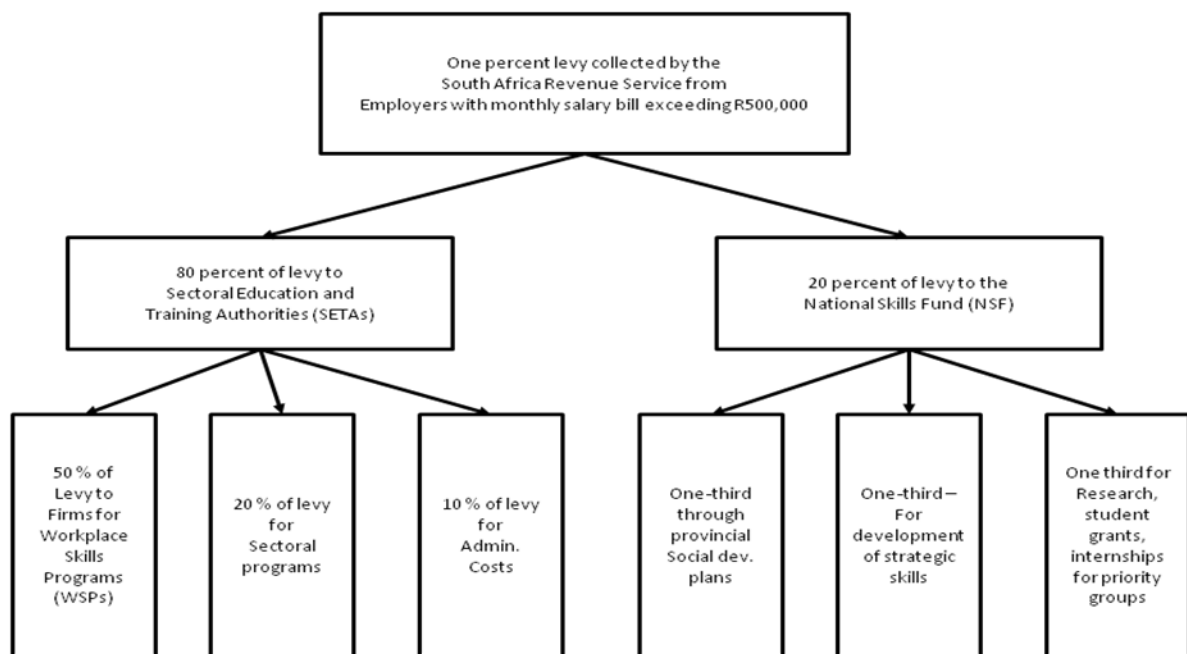 One percent levy collected by the
South Africa Revenue Service from
Employers with monthly salary bill exceeding R500,000
80 percent of levy to
Sectoral Education and
Training Authorities (SETAs)
20 percent of levy to the
National Skills Fund (NSF)
50 % of
Levy to
Firms for
Workplace
Skills
Programs
(WSPs)
20 % of levy
for
Sectoral
programs
10 % of levy
for
Admin.
Costs
One-third
through
provincial
Social dev.
plans
One-third –
For
development
of strategic
skills
One third for
Research,
student
grants,
internships
for priority
groups